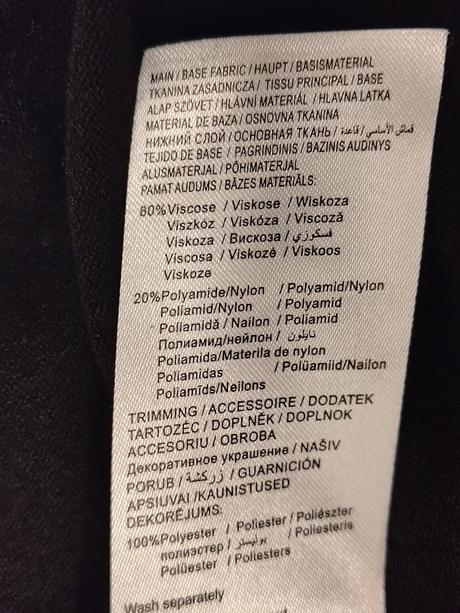 MAIN / BASE FABRIC / HAUPT / BASISMATERIAL
TKANINA ZASADNICZA / TISSU PRINCIPAL / BASE
ALAP SZÖVET / HLAVNÍ MATERIÁL / HLAVNA LATKA
MATERIAL DE BAZA / OSNOVNA TKANINA
НИЖНИЙ СЛОЙ / ОСНОВНАЯ ТКАНЬ / قماش الأساسي / قاعدة
TEJIDO DE BASE / PAGRINDINIS / BAZINIS AUDINYS
ALUSMATERJAL / PÕHIMATERJAL
PAMAT AUDUMS / BĀZES MATERIĀLS:
80% Viscose / Viskose / Wiskoza
Viszkóz / Viskóza / Viscoză
Viskoza / Вискоза / فسكوزي
Viscosa / Viskozė / Viskoos
Viskoze
20% Polyamide/Nylon / Polyamid/Nylon
Poliamid/Nylon / Polyamid
Poliamidă / Nailon / Poliamid
Полиамид/нейлон / نايلون
Poliamida/Materila de nylon
Poliamidas / Polüamiid/Nailon
Poliamīds/Neilons
TRIMMING / ACCESSOIRE / DODATEK
TARTOZÉC / DOPLNĚK / DOPLNOK
ACCESORIU / OBROBA
Декоративное украшение / NAŠIV
PORUB / زركشة / GUARNICIÓN
APSIUVAI /KAUNISTUSED
DEKORĒJUMS:
100% Polyester / Poliester / Poliészter
полиэстер / بوليستر / Poliesteris
Polüester / Poliesters
Wash separately